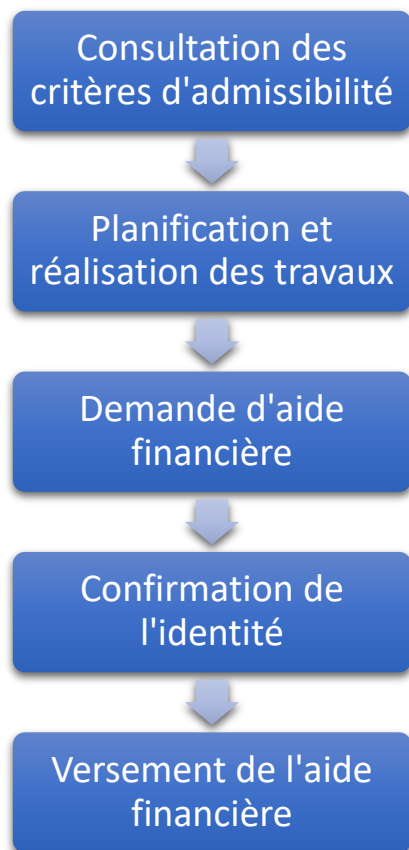 Consultation des
critères d'admissibilité
Planification et
réalisation des travaux
Demande d'aide
financière
Confirmation de
l'identité
Versement de l'aide
financière